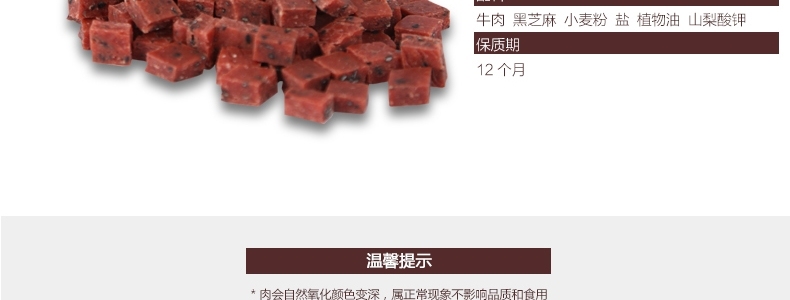 牛肉 黑芝麻 小麦粉 盐 植物油 山梨酸钾
保质期
12 个月
温馨提示
* 肉会自然氧化颜色变深，属正常现象不影响品质和食用